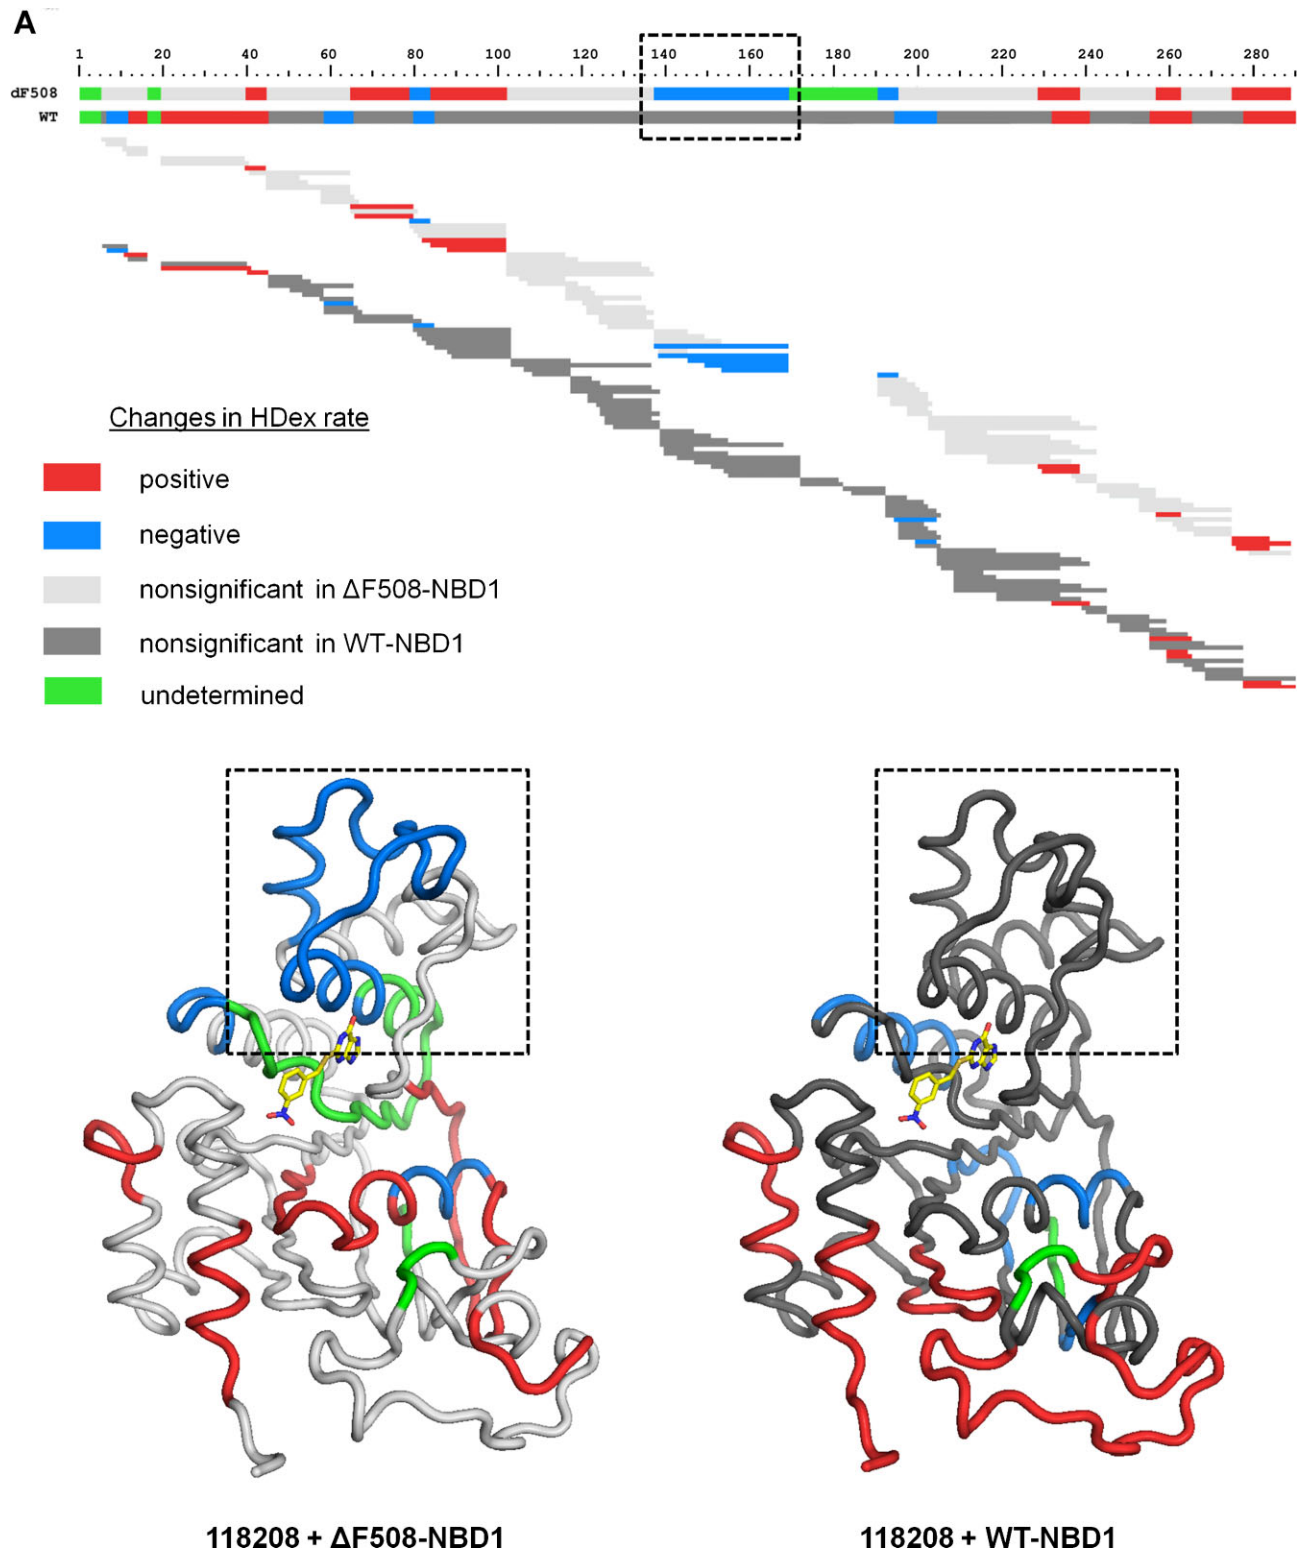 A
1 20 40 60 80 100 120 140 160 180 200 220 240 260 280
dF508
WT
Changes in HDex rate
positive
negative
nonsignificant in ΔF508-NBD1
nonsignificant in WT-NBD1
undetermined
118208 + ΔF508-NBD1 118208 + WT-NBD1